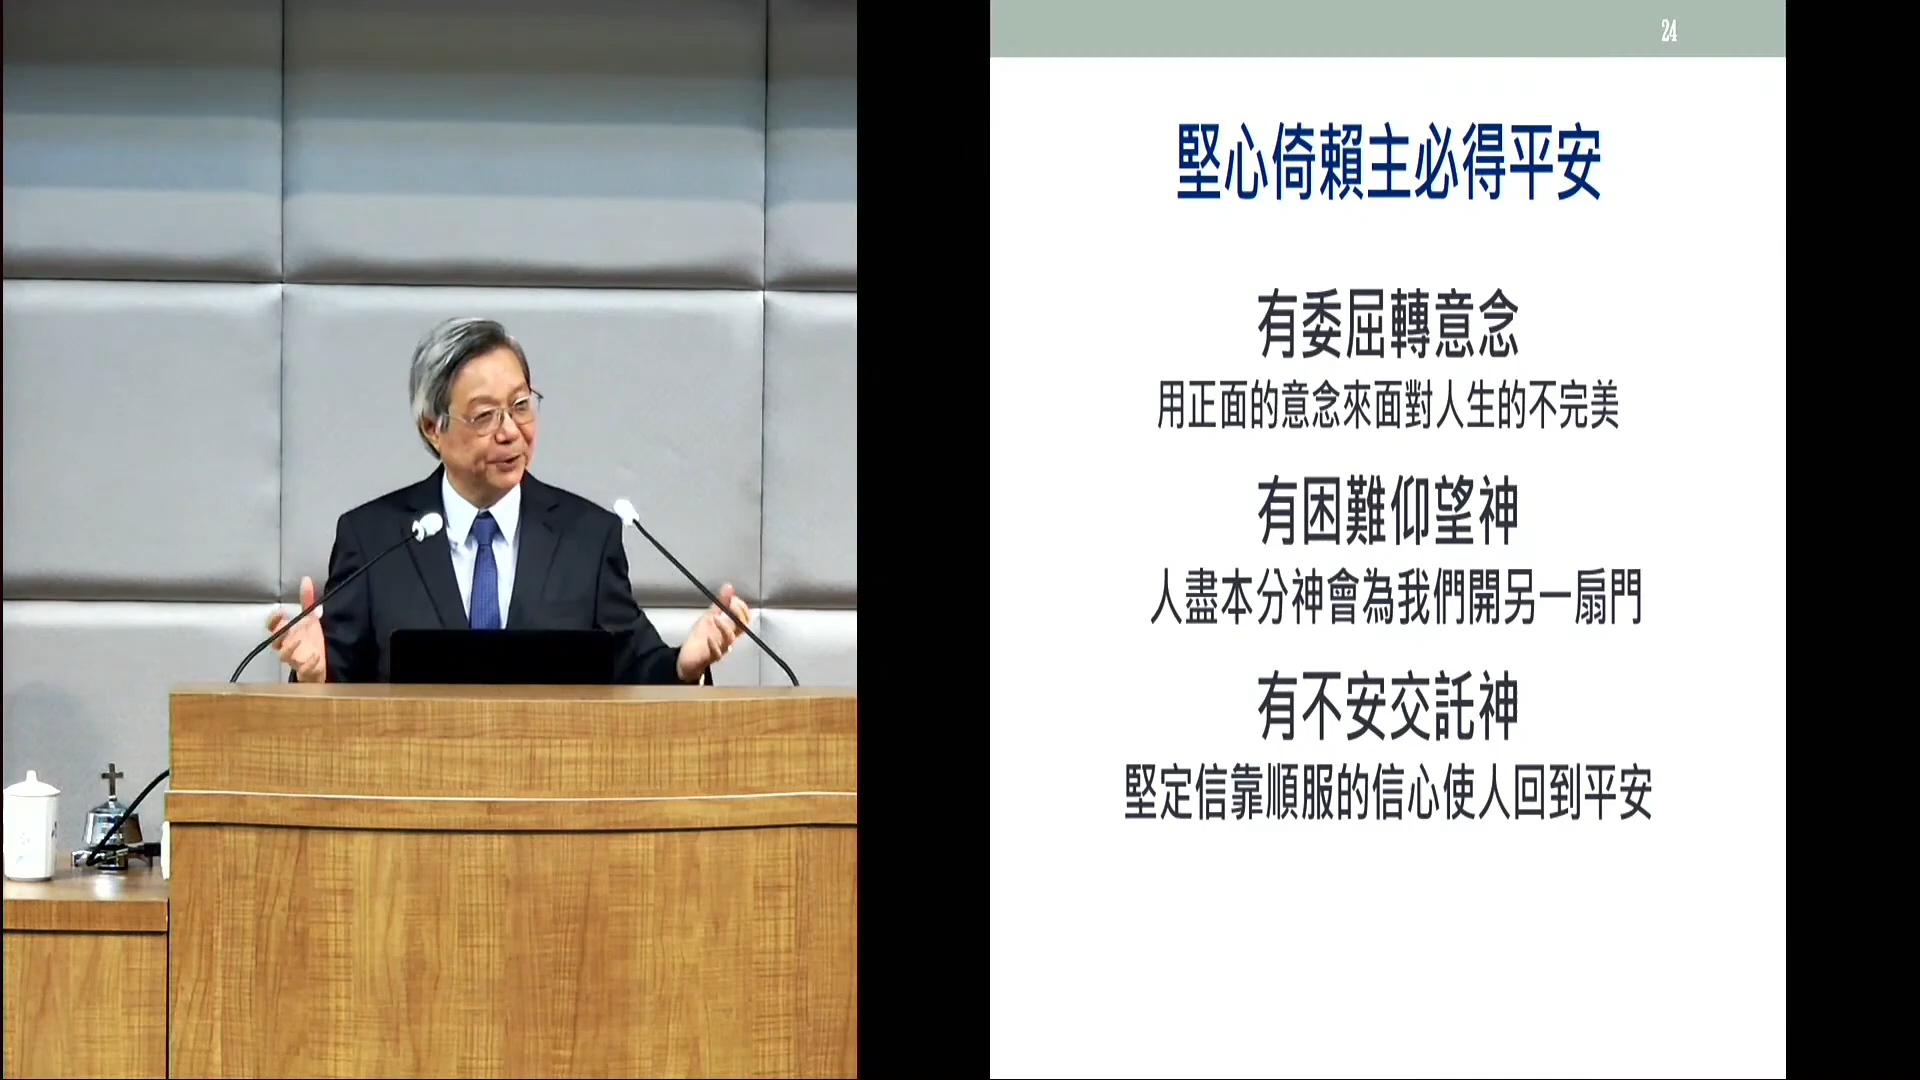 24
堅心倚賴主必得平安
有委屈轉意念
用正面的意念來面對人生的不完美
有困難仰望神
人盡本分神會為我們開另一扇門
有不安交託神
堅定信靠順服的信心使人回到平安